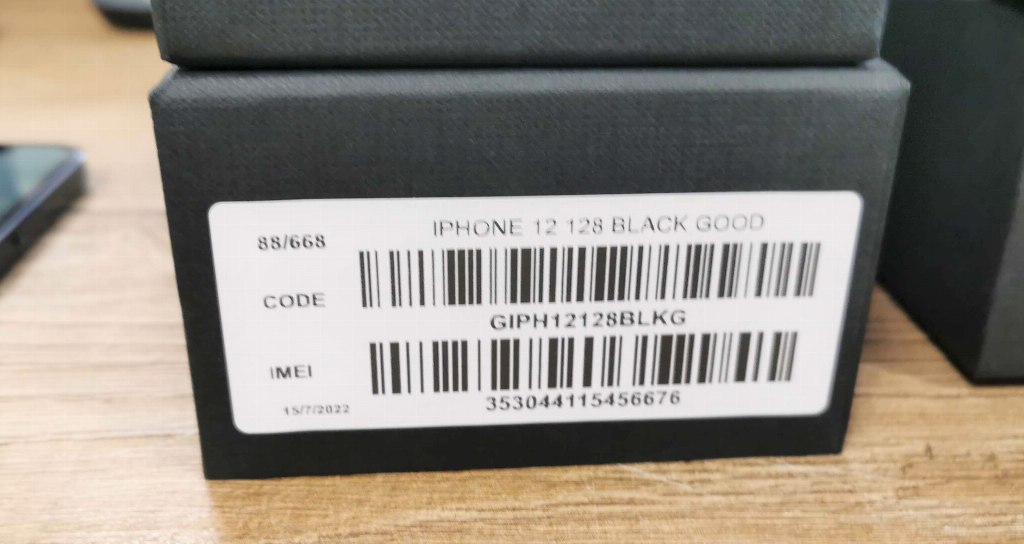 IPHONE 12 128 BLACK GOOD
88/668
CODE
GIPH12128BLKG
IMEI
353044115456676
15/7/2022